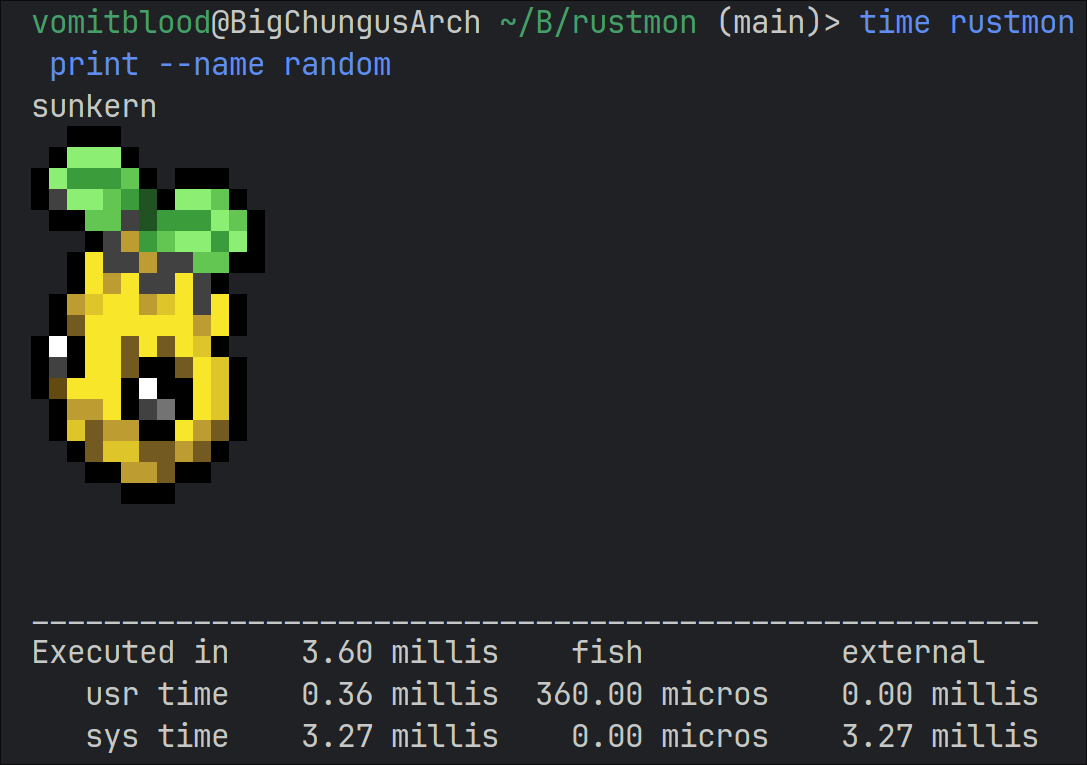 vomitblood@BigChungusArch ~/B/rustmon (main)> time rustmon
print --name random
sunkern
________________________________________________________
Executed in    3.60 millis    fish           external
   usr time    0.36 millis  360.00 micros    0.00 millis
   sys time    3.27 millis    0.00 micros    3.27 millis